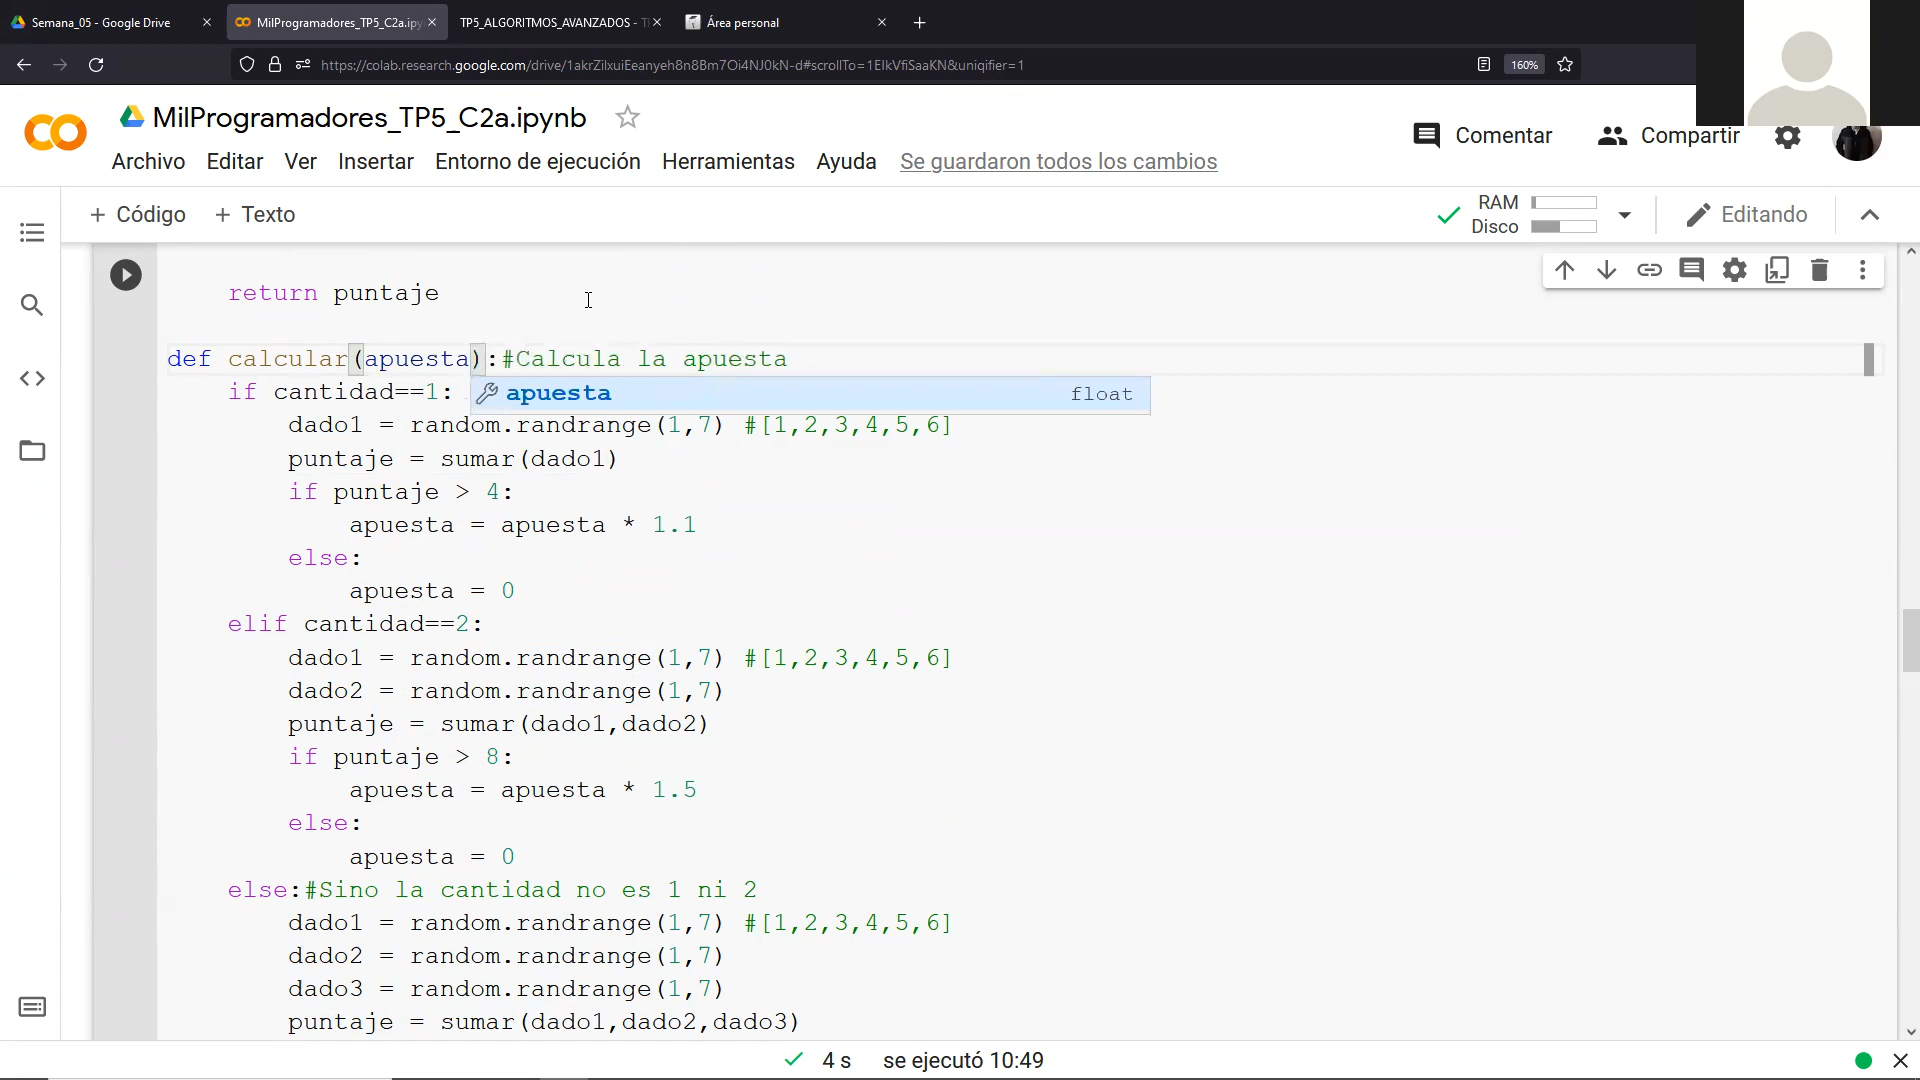 Semana_05 - Google Drive
MilProgramadores_TP5_C2a.ipy
TP5_ALGORITMOS_AVANZADOS - T
Área personal
https://colab.research.google.com/drive/1akrZilxuiEeanyeh8n8Bm7Oi4NJ0kN-d#scrollTo=1EIkVfiSaaKN&uniqifier=1
160%
MilProgramadores_TP5_C2a.ipynb
Comentar
Compartir
Archivo Editar Ver Insertar Entorno de ejecución Herramientas Ayuda Se guardaron todos los cambios
+ Código + Texto
RAM
Disco
Editando
return puntaje
def calcular(apuesta):#Calcula la apuesta
if cantidad==1:
apuesta float
dado1 = random.randrange(1,7) #[1,2,3,4,5,6]
puntaje = sumar(dado1)
if puntaje > 4:
apuesta = apuesta * 1.1
else:
apuesta = 0
elif cantidad==2:
dado1 = random.randrange(1,7) #[1,2,3,4,5,6]
dado2 = random.randrange(1,7)
puntaje = sumar(dado1,dado2)
if puntaje > 8:
apuesta = apuesta * 1.5
else:
apuesta = 0
else:#Sino la cantidad no es 1 ni 2
dado1 = random.randrange(1,7) #[1,2,3,4,5,6]
dado2 = random.randrange(1,7)
dado3 = random.randrange(1,7)
puntaje = sumar(dado1,dado2,dado3)
4 s se ejecutó 10:49